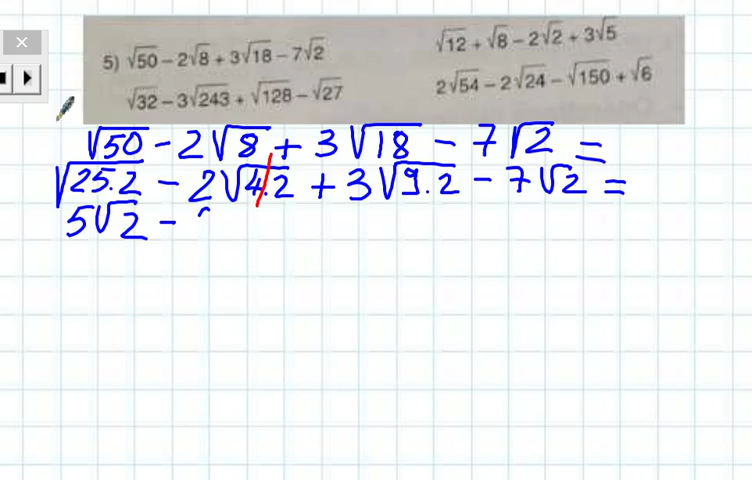 5) √50 − 2√8 + 3√18 − 7√2
√12 + √8 − 2√2 + 3√5
√32 − 3√243 + √128 − √27
2√54 − 2√24 − √150 + √6
√50 − 2√8 + 3√18 − 7√2 =
√25.2 − 2√4.2 + 3√9.2 − 7√2 =
5√2 −